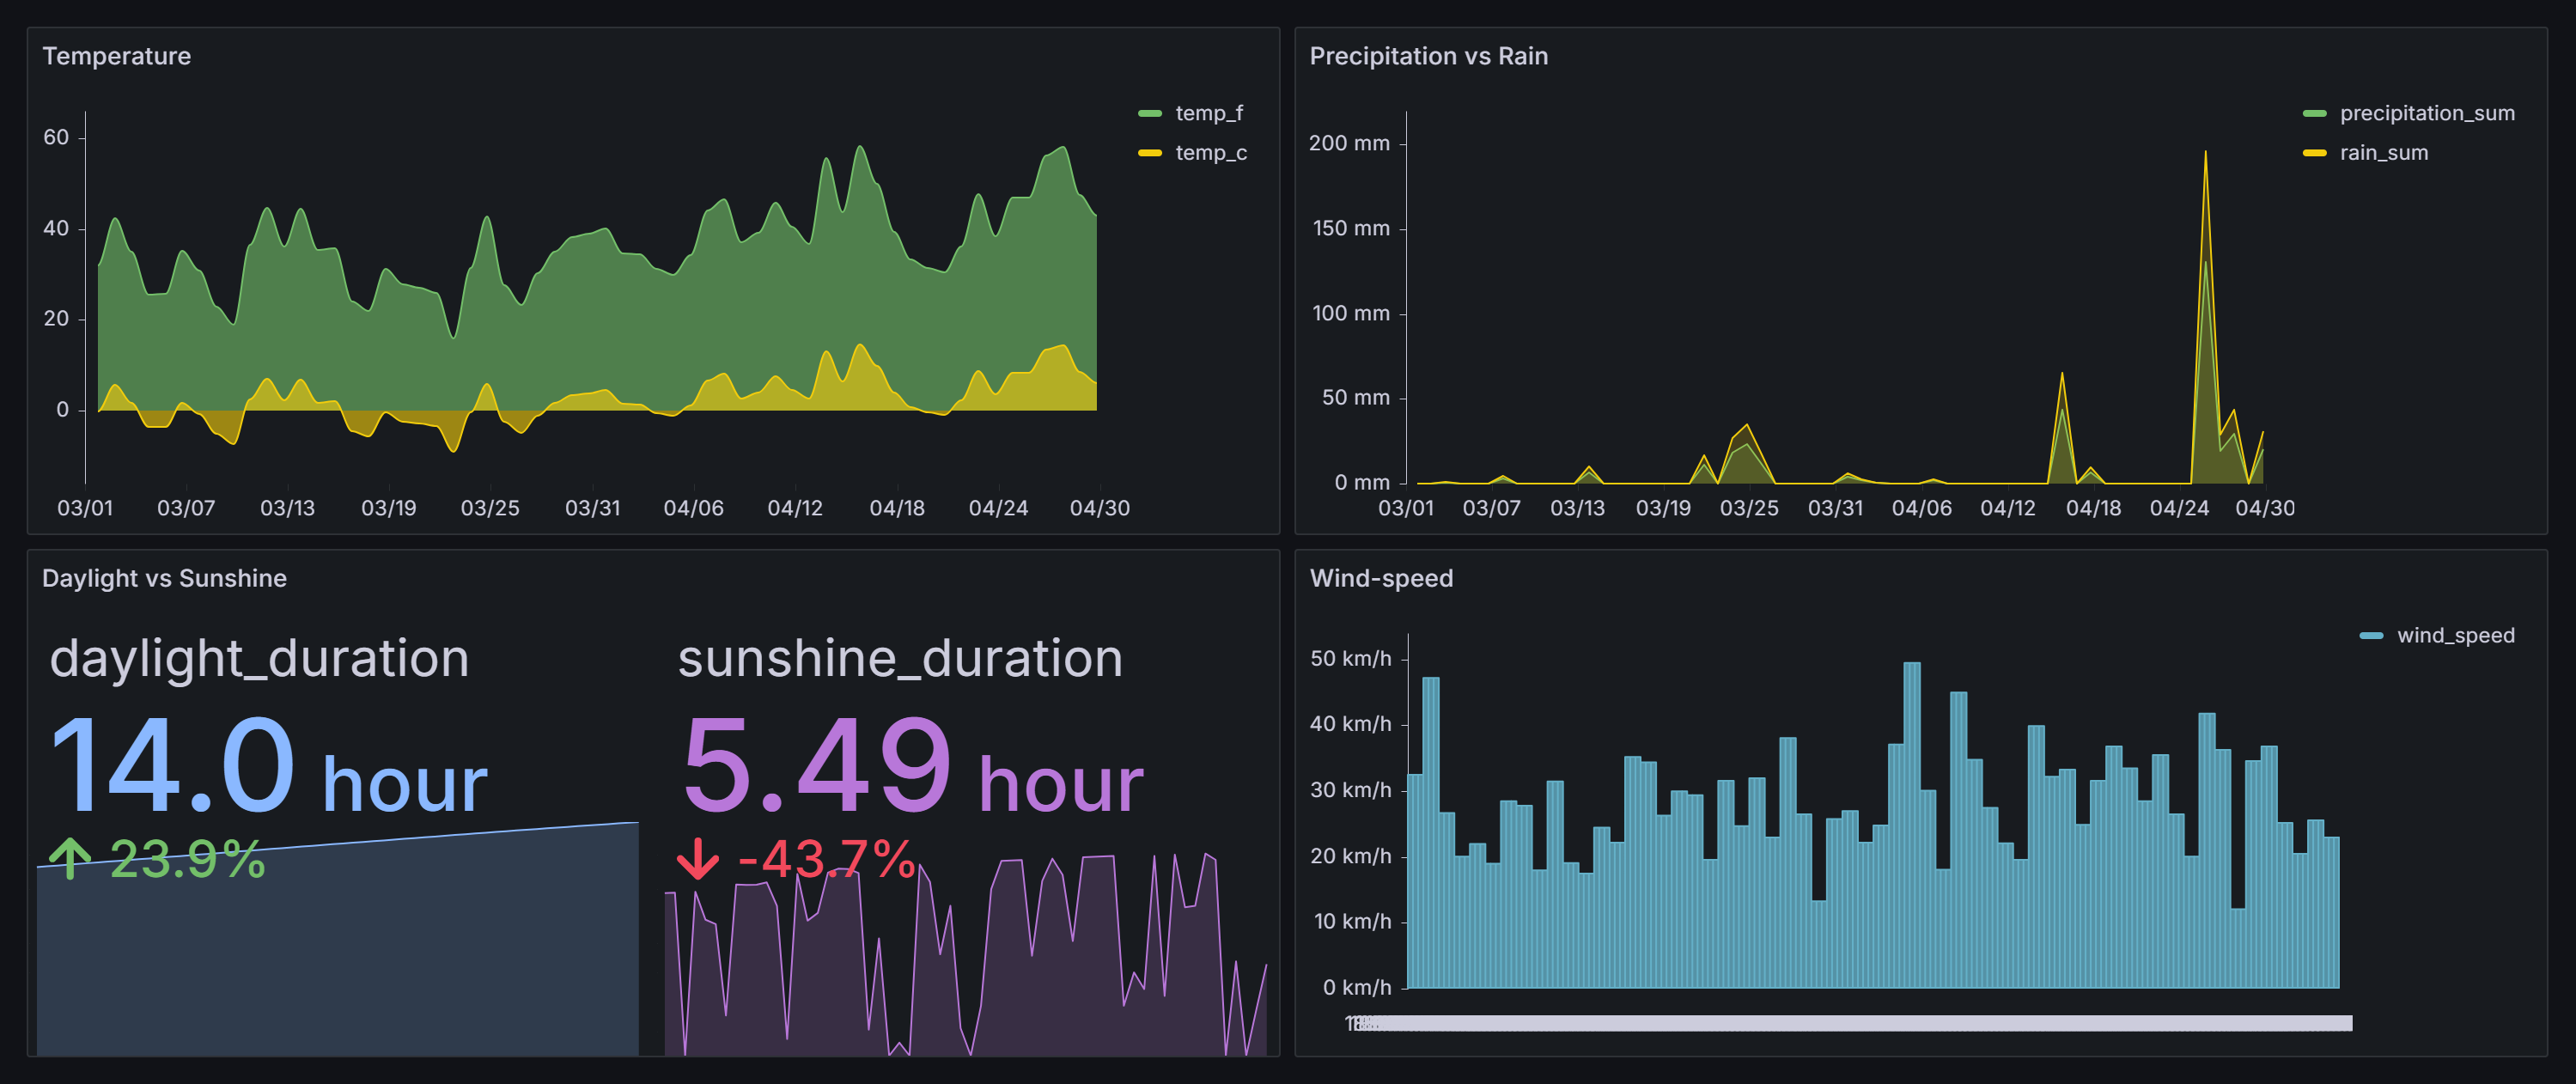 Temperature
temp_f
temp_c
60
40
20
0
03/01 03/07 03/13 03/19 03/25 03/31 04/06 04/12 04/18 04/24 04/30
Precipitation vs Rain
precipitation_sum
rain_sum
200 mm
150 mm
100 mm
50 mm
0 mm
03/01 03/07 03/13 03/19 03/25 03/31 04/06 04/12 04/18 04/24 04/30
Daylight vs Sunshine
daylight_duration
14.0 hour
23.9%
sunshine_duration
5.49 hour
-43.7%
Wind-speed
wind_speed
50 km/h
40 km/h
30 km/h
20 km/h
10 km/h
0 km/h